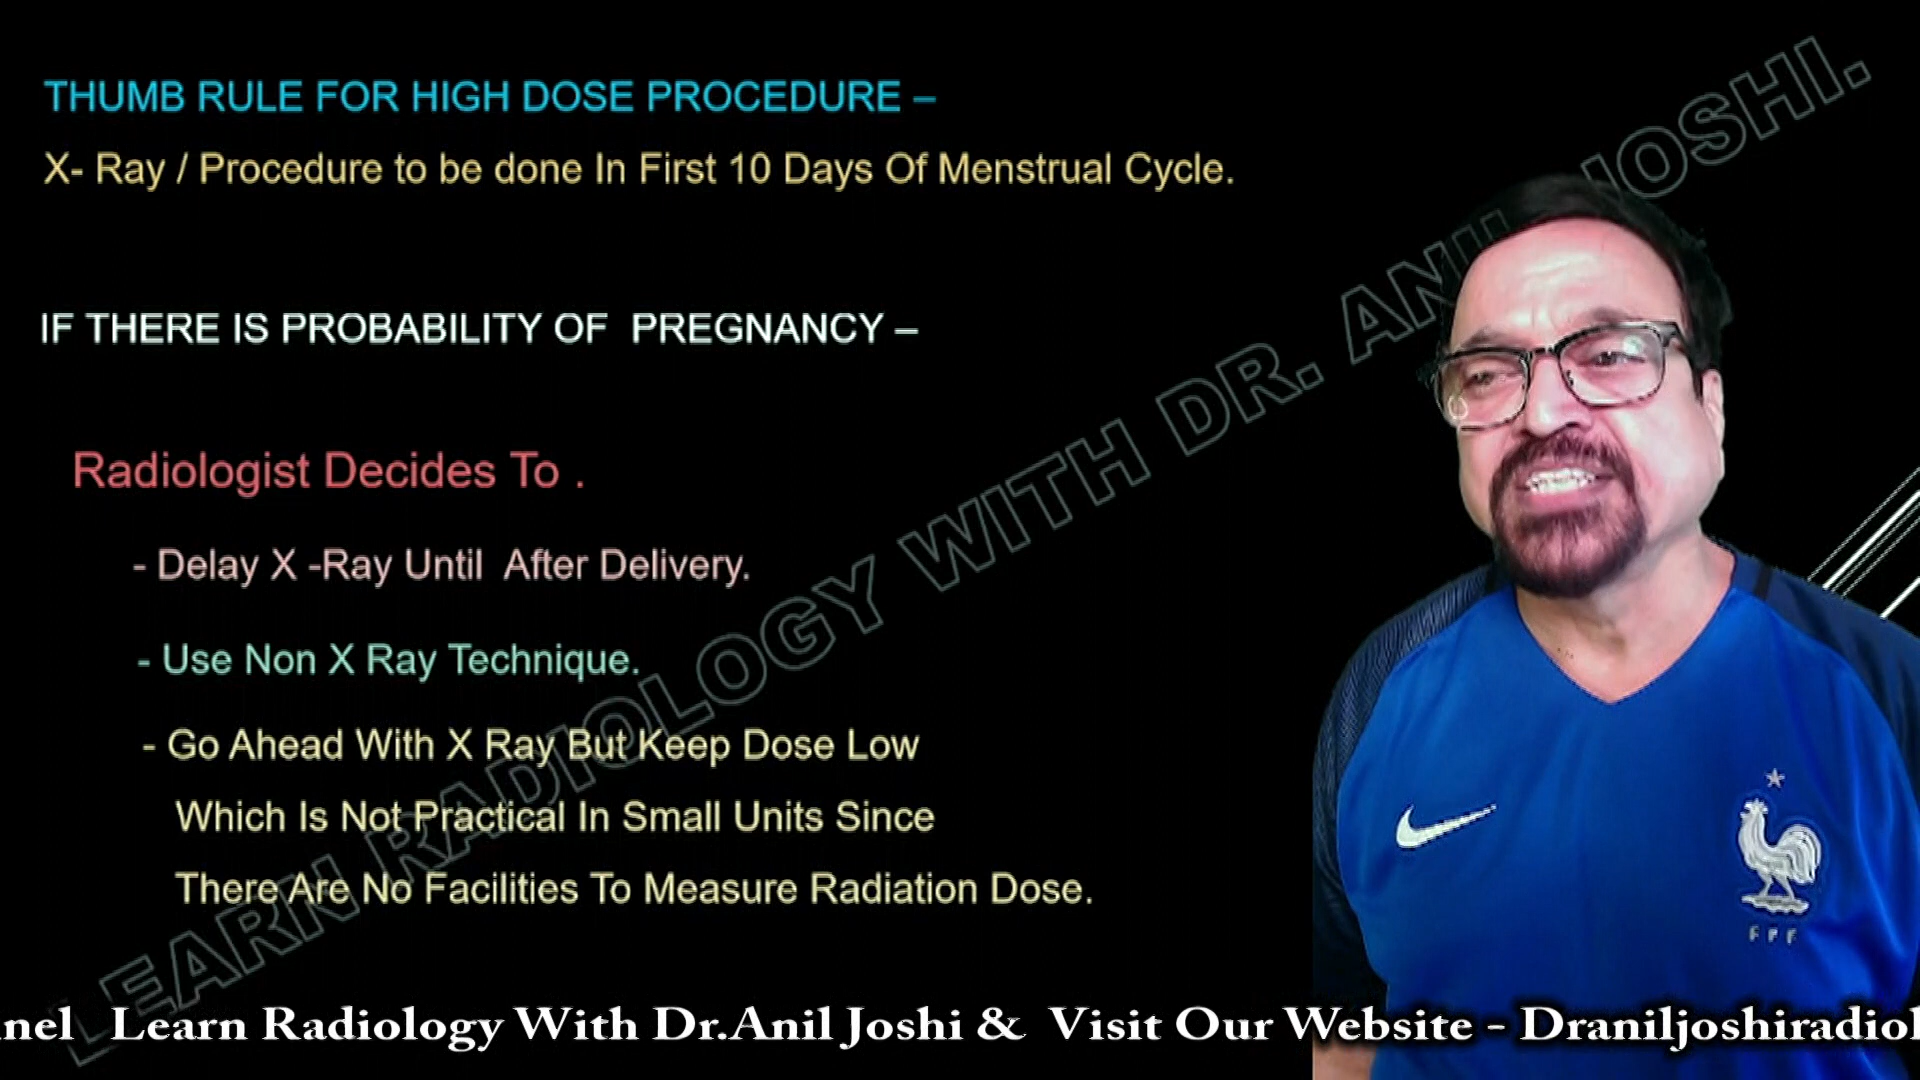 THUMB RULE FOR HIGH DOSE PROCEDURE –
X- Ray / Procedure to be done In First 10 Days Of Menstrual Cycle.
IF THERE IS PROBABILITY OF PREGNANCY –
Radiologist Decides To .
- Delay X -Ray Until After Delivery.
- Use Non X Ray Technique.
- Go Ahead With X Ray But Keep Dose Low
Which Is Not Practical In Small Units Since
There Are No Facilities To Measure Radiation Dose.
LEARN RADIOLOGY WITH DR. ANIL JOSHI.
FFF
nnel Learn Radiology With Dr.Anil Joshi & Visit Our Website - Draniljoshiradiol